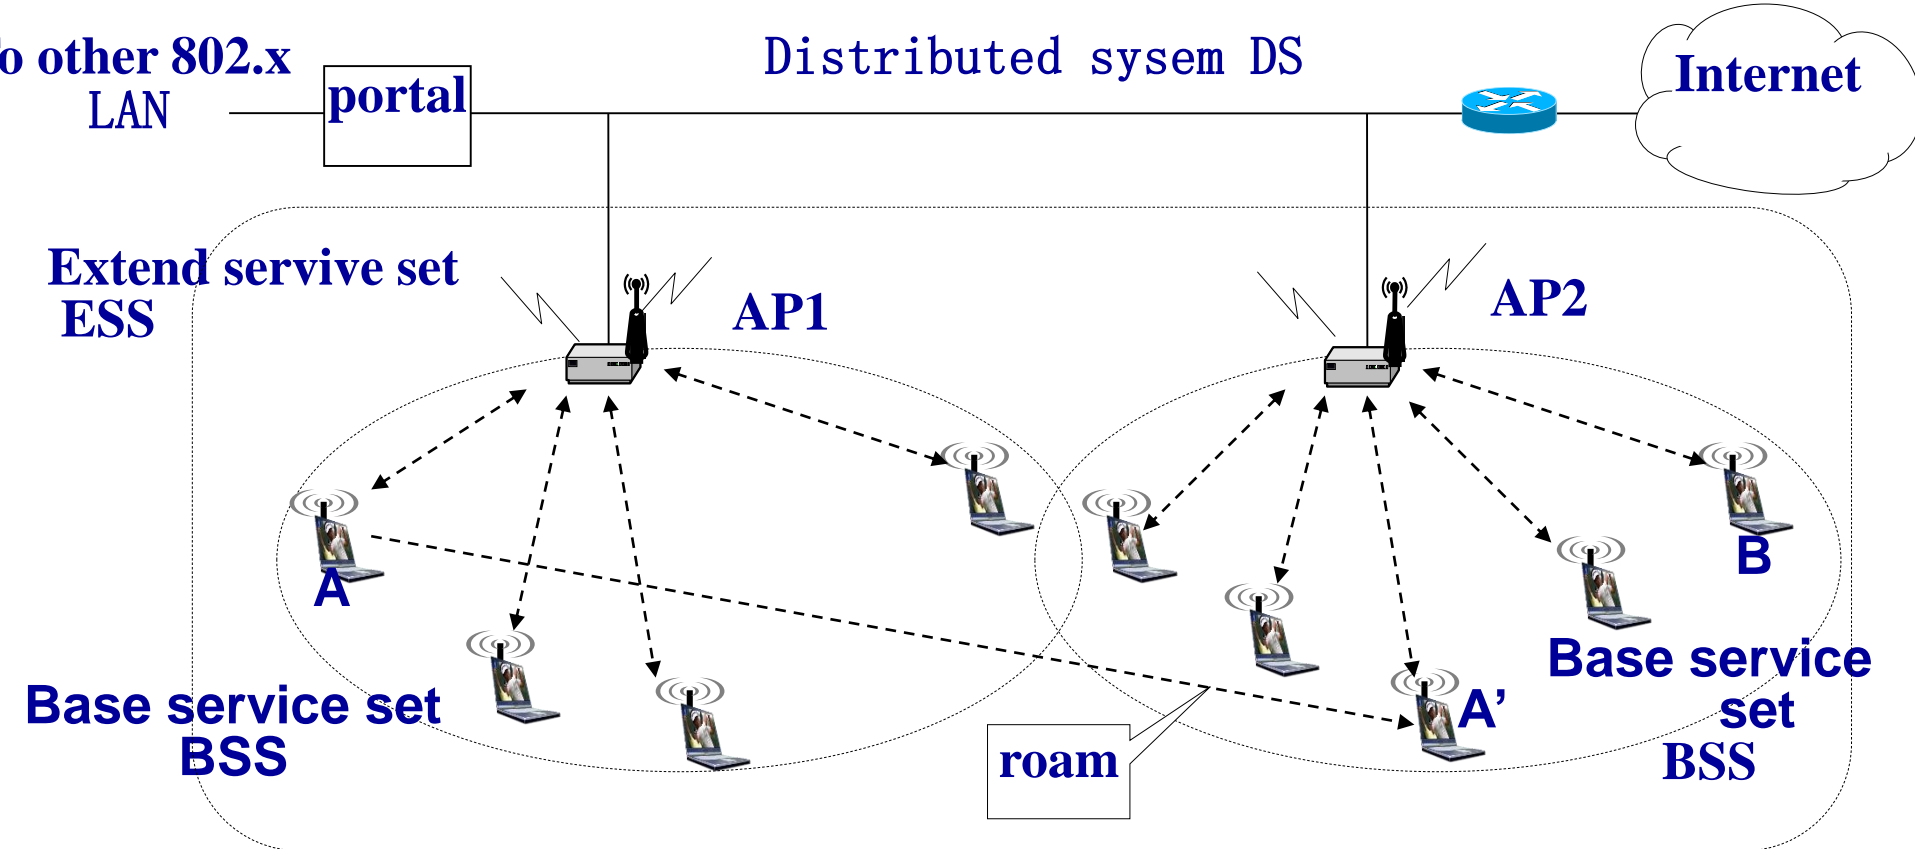 o other 802.x
LAN
portal
Distributed sysem DS
Internet
Extend servive set
ESS
AP1
AP2
A
B
Base service set
BSS
roam
A’
Base service
set
BSS